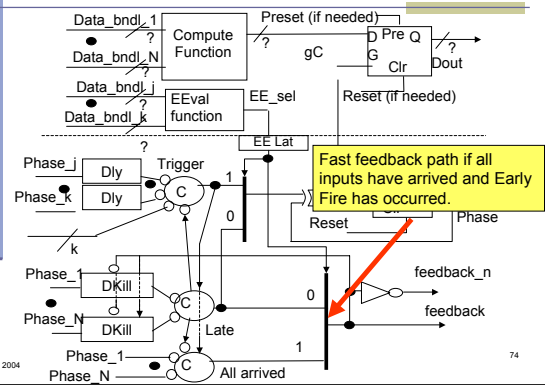 Data_bndl_1
?
Data_bndl_N
?
Compute
Function
?
Preset (if needed)
gC
D Pre Q
G
Clr
?
Dout
Reset (if needed)
Data_bndl_j
?
Data_bndl_k
?
EEval
function
EE_sel
EE Lat
Phase_j
Dly
Trigger
Phase_k
Dly
C
1
0
k
Fast feedback path if all
inputs have arrived and Early
Fire has occurred.
Reset
Phase
Phase_1
DKill
C
Phase_N
DKill
Late
0
feedback_n
feedback
1
Phase_1
C
Phase_N
All arrived
2004
74